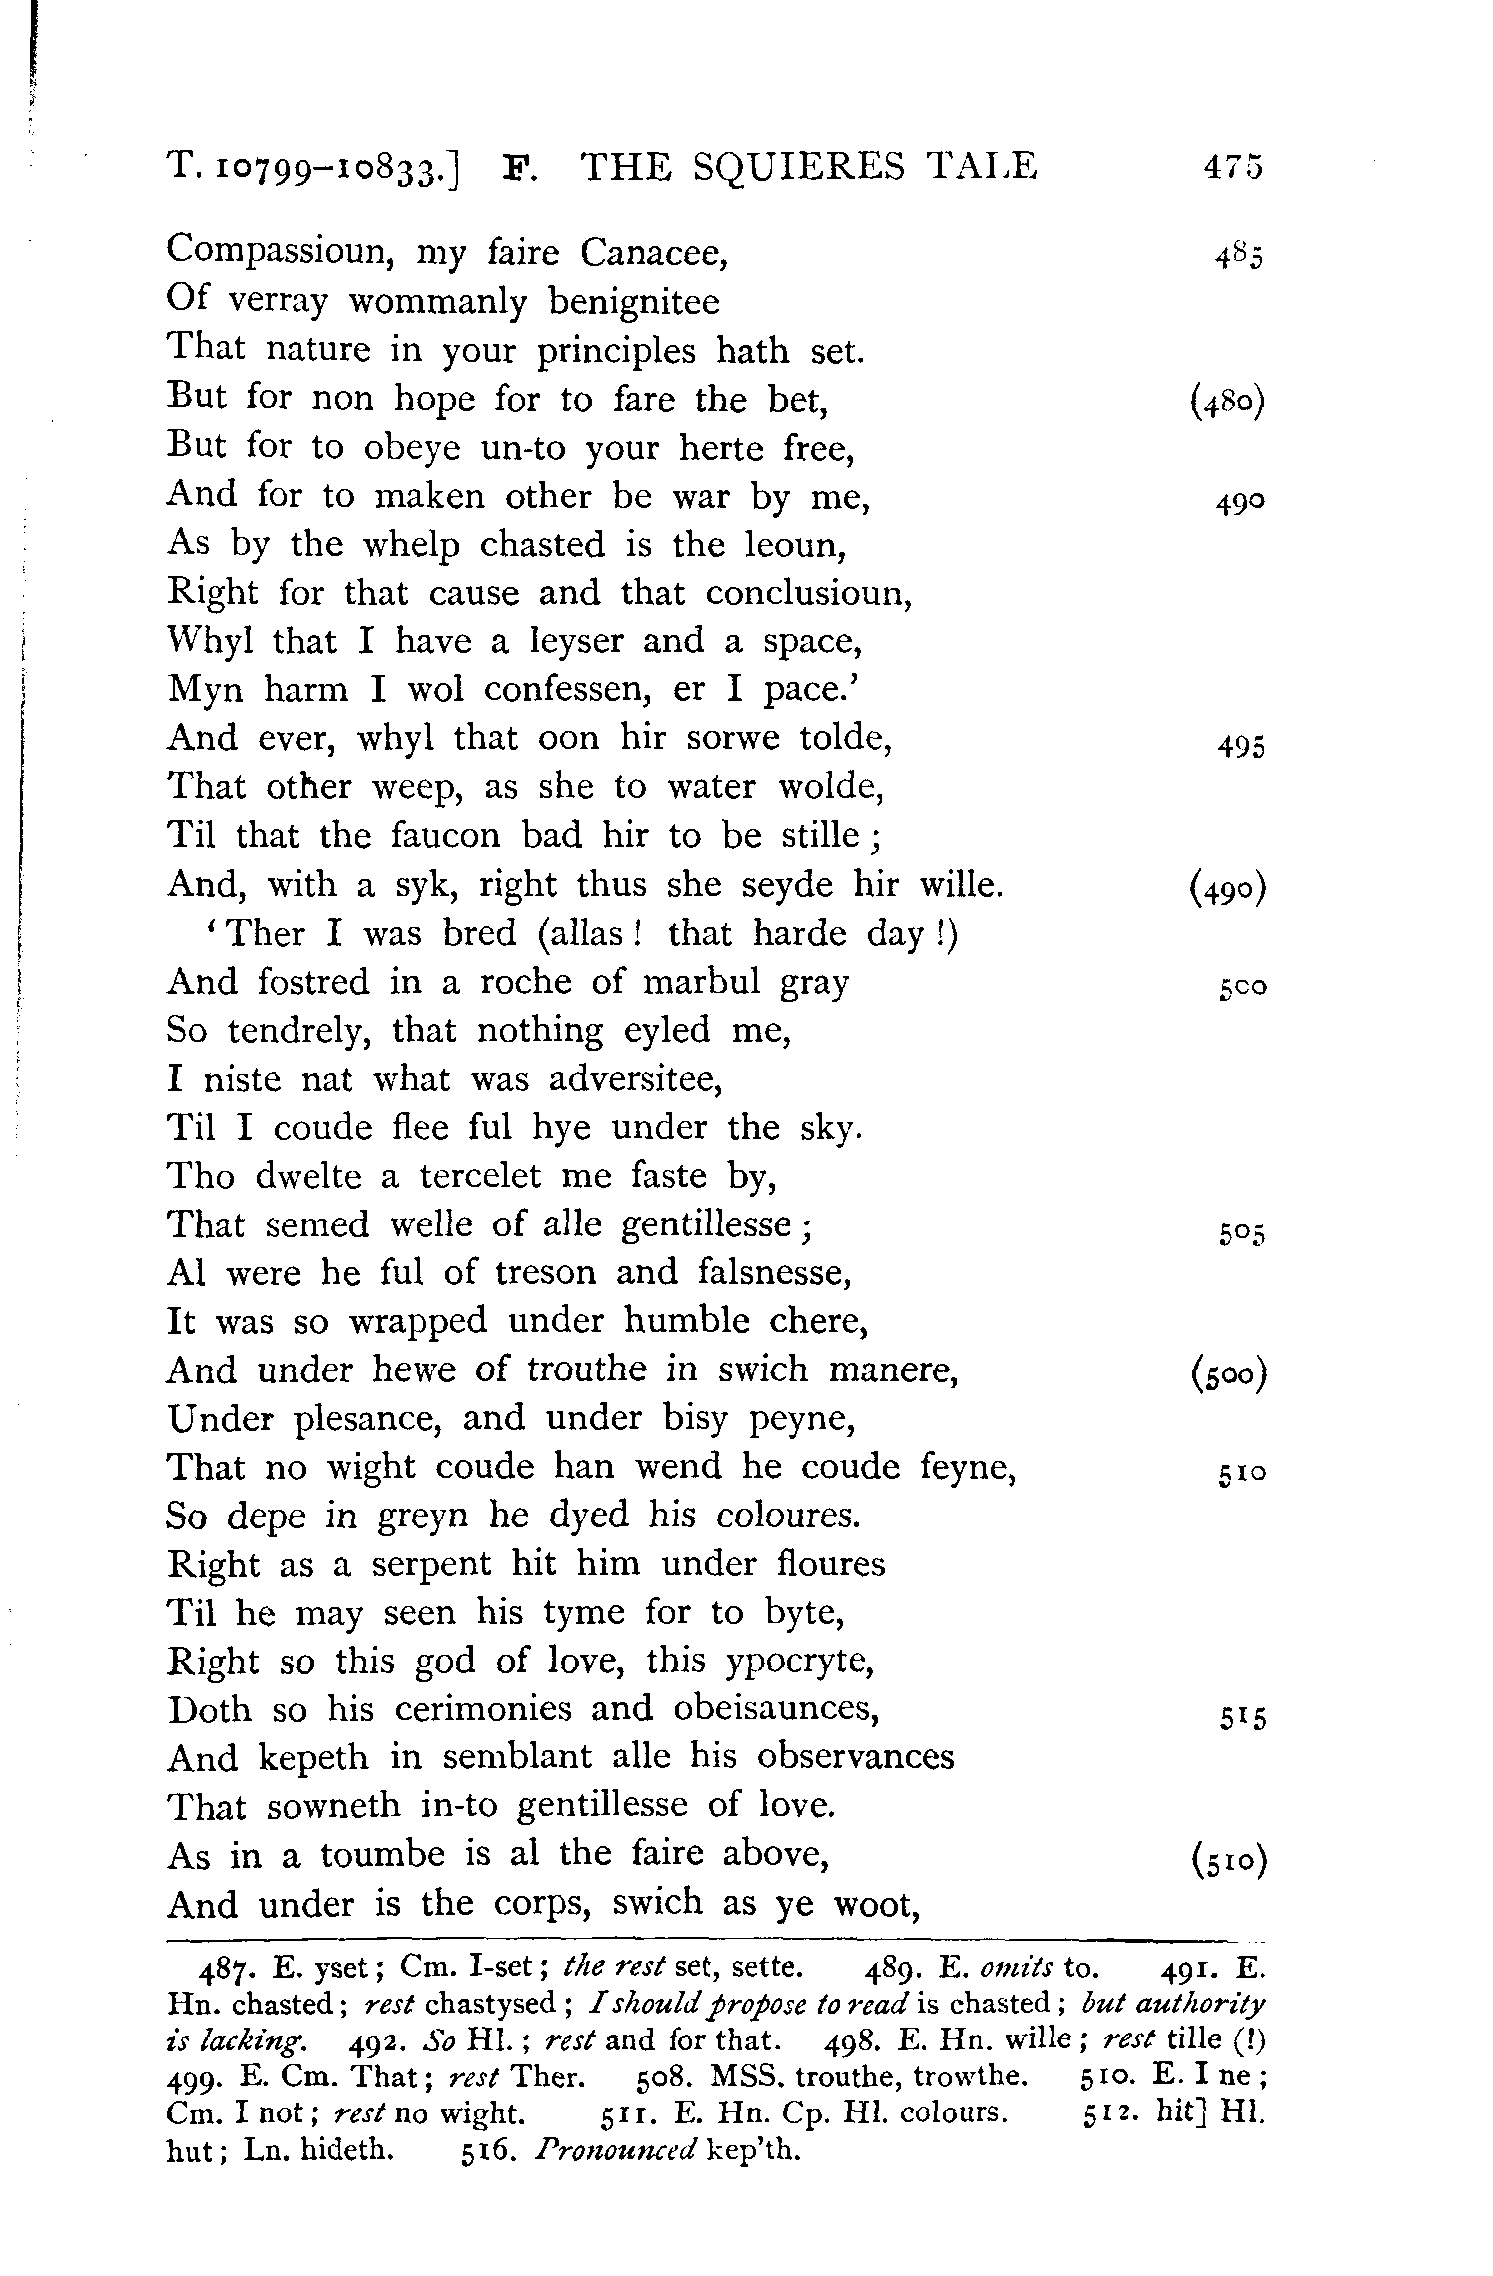 T. 10799-10833.] F. THE SQUIERES TALE 475
Compassioun, my faire Canacee, 485
Of verray wommanly benignitee
That nature in your principles hath set.
But for non hope for to fare the bet, (480)
But for to obeye un-to your herte free,
And for to maken other be war by me, 490
As by the whelp chasted is the leoun,
Right for that cause and that conclusioun,
Whyl that I have a leyser and a space,
Myn harm I wol confessen, er I pace.’
And ever, whyl that oon hir sorwe tolde, 495
That other weep, as she to water wolde,
Til that the faucon bad hir to be stille ;
And, with a syk, right thus she seyde hir wille. (490)
‘ Ther I was bred (allas ! that harde day !)
And fostred in a roche of marbul gray 500
So tendrely, that nothing eyled me,
I niste nat what was adversitee,
Til I coude flee ful hye under the sky.
Tho dwelte a tercelet me faste by,
That semed welle of alle gentillesse ; 505
Al were he ful of treson and falsnesse,
It was so wrapped under humble chere,
And under hewe of trouthe in swich manere, (500)
Under plesance, and under bisy peyne,
That no wight coude han wend he coude feyne, 510
So depe in greyn he dyed his coloures.
Right as a serpent hit him under floures
Til he may seen his tyme for to byte,
Right so this god of love, this ypocryte,
Doth so his cerimonies and obeisaunces, 515
And kepeth in semblant alle his observances
That sowneth in-to gentillesse of love.
As in a toumbe is al the faire above, (510)
And under is the corps, swich as ye woot,
487. E. yset ; Cm. I-set ; the rest set, sette. 489. E. omits to. 491. E.
Hn. chasted ; rest chastysed ; I should propose to read is chasted ; but authority
is lacking. 492. So Hl. ; rest and for that. 498. E. Hn. wille ; rest tille (!)
499. E. Cm. That ; rest Ther. 508. MSS. trouthe, trowthe. 510. E. I ne ;
Cm. I not ; rest no wight. 511. E. Hn. Cp. Hl. colours. 512. hit] Hl.
hut ; Ln. hideth. 516. Pronounced kep’th.